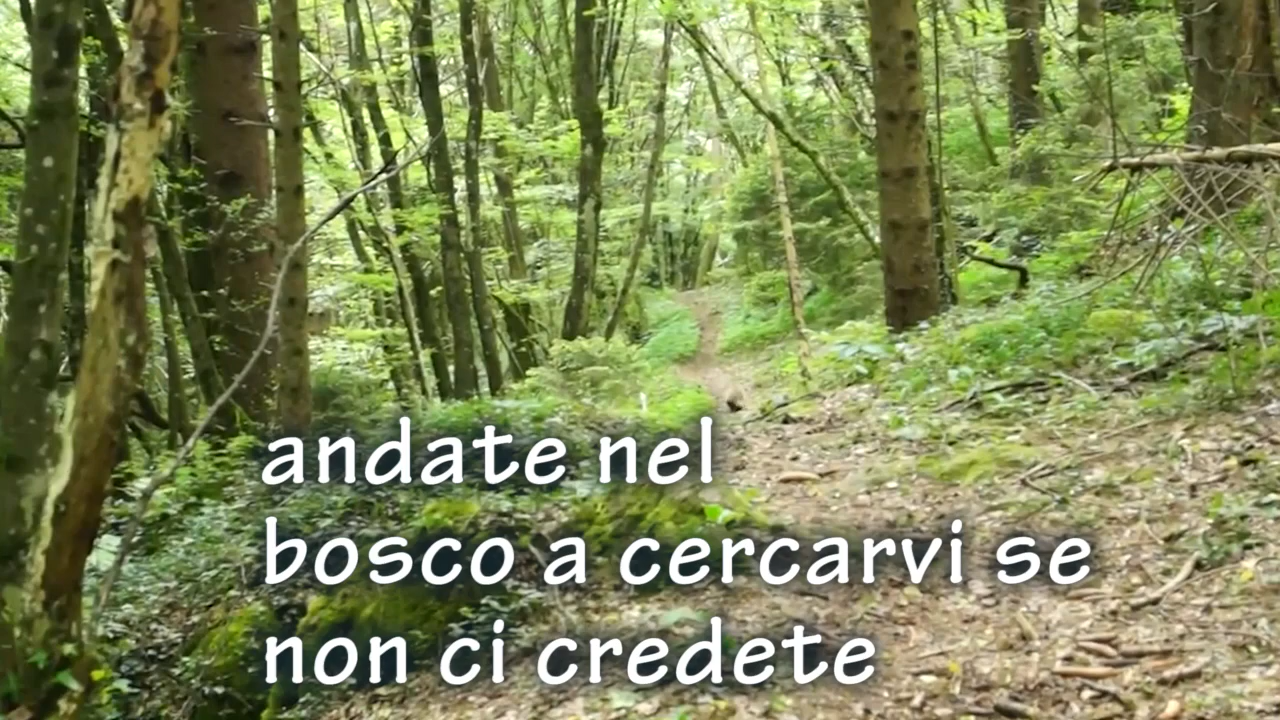 andate nel
bosco a cercarvi se
non ci credete